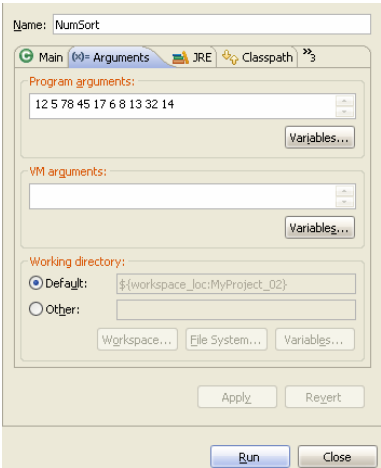 Name: NumSort
Main (x)= Arguments JRE Classpath »3
Program arguments:
12 5 78 45 17 6 8 13 32 14
Variables...
VM arguments:
Variables...
Working directory:
Default: ${workspace_loc:MyProject_02}
Other:
Workspace... File System... Variables...
Apply Revert
Run Close